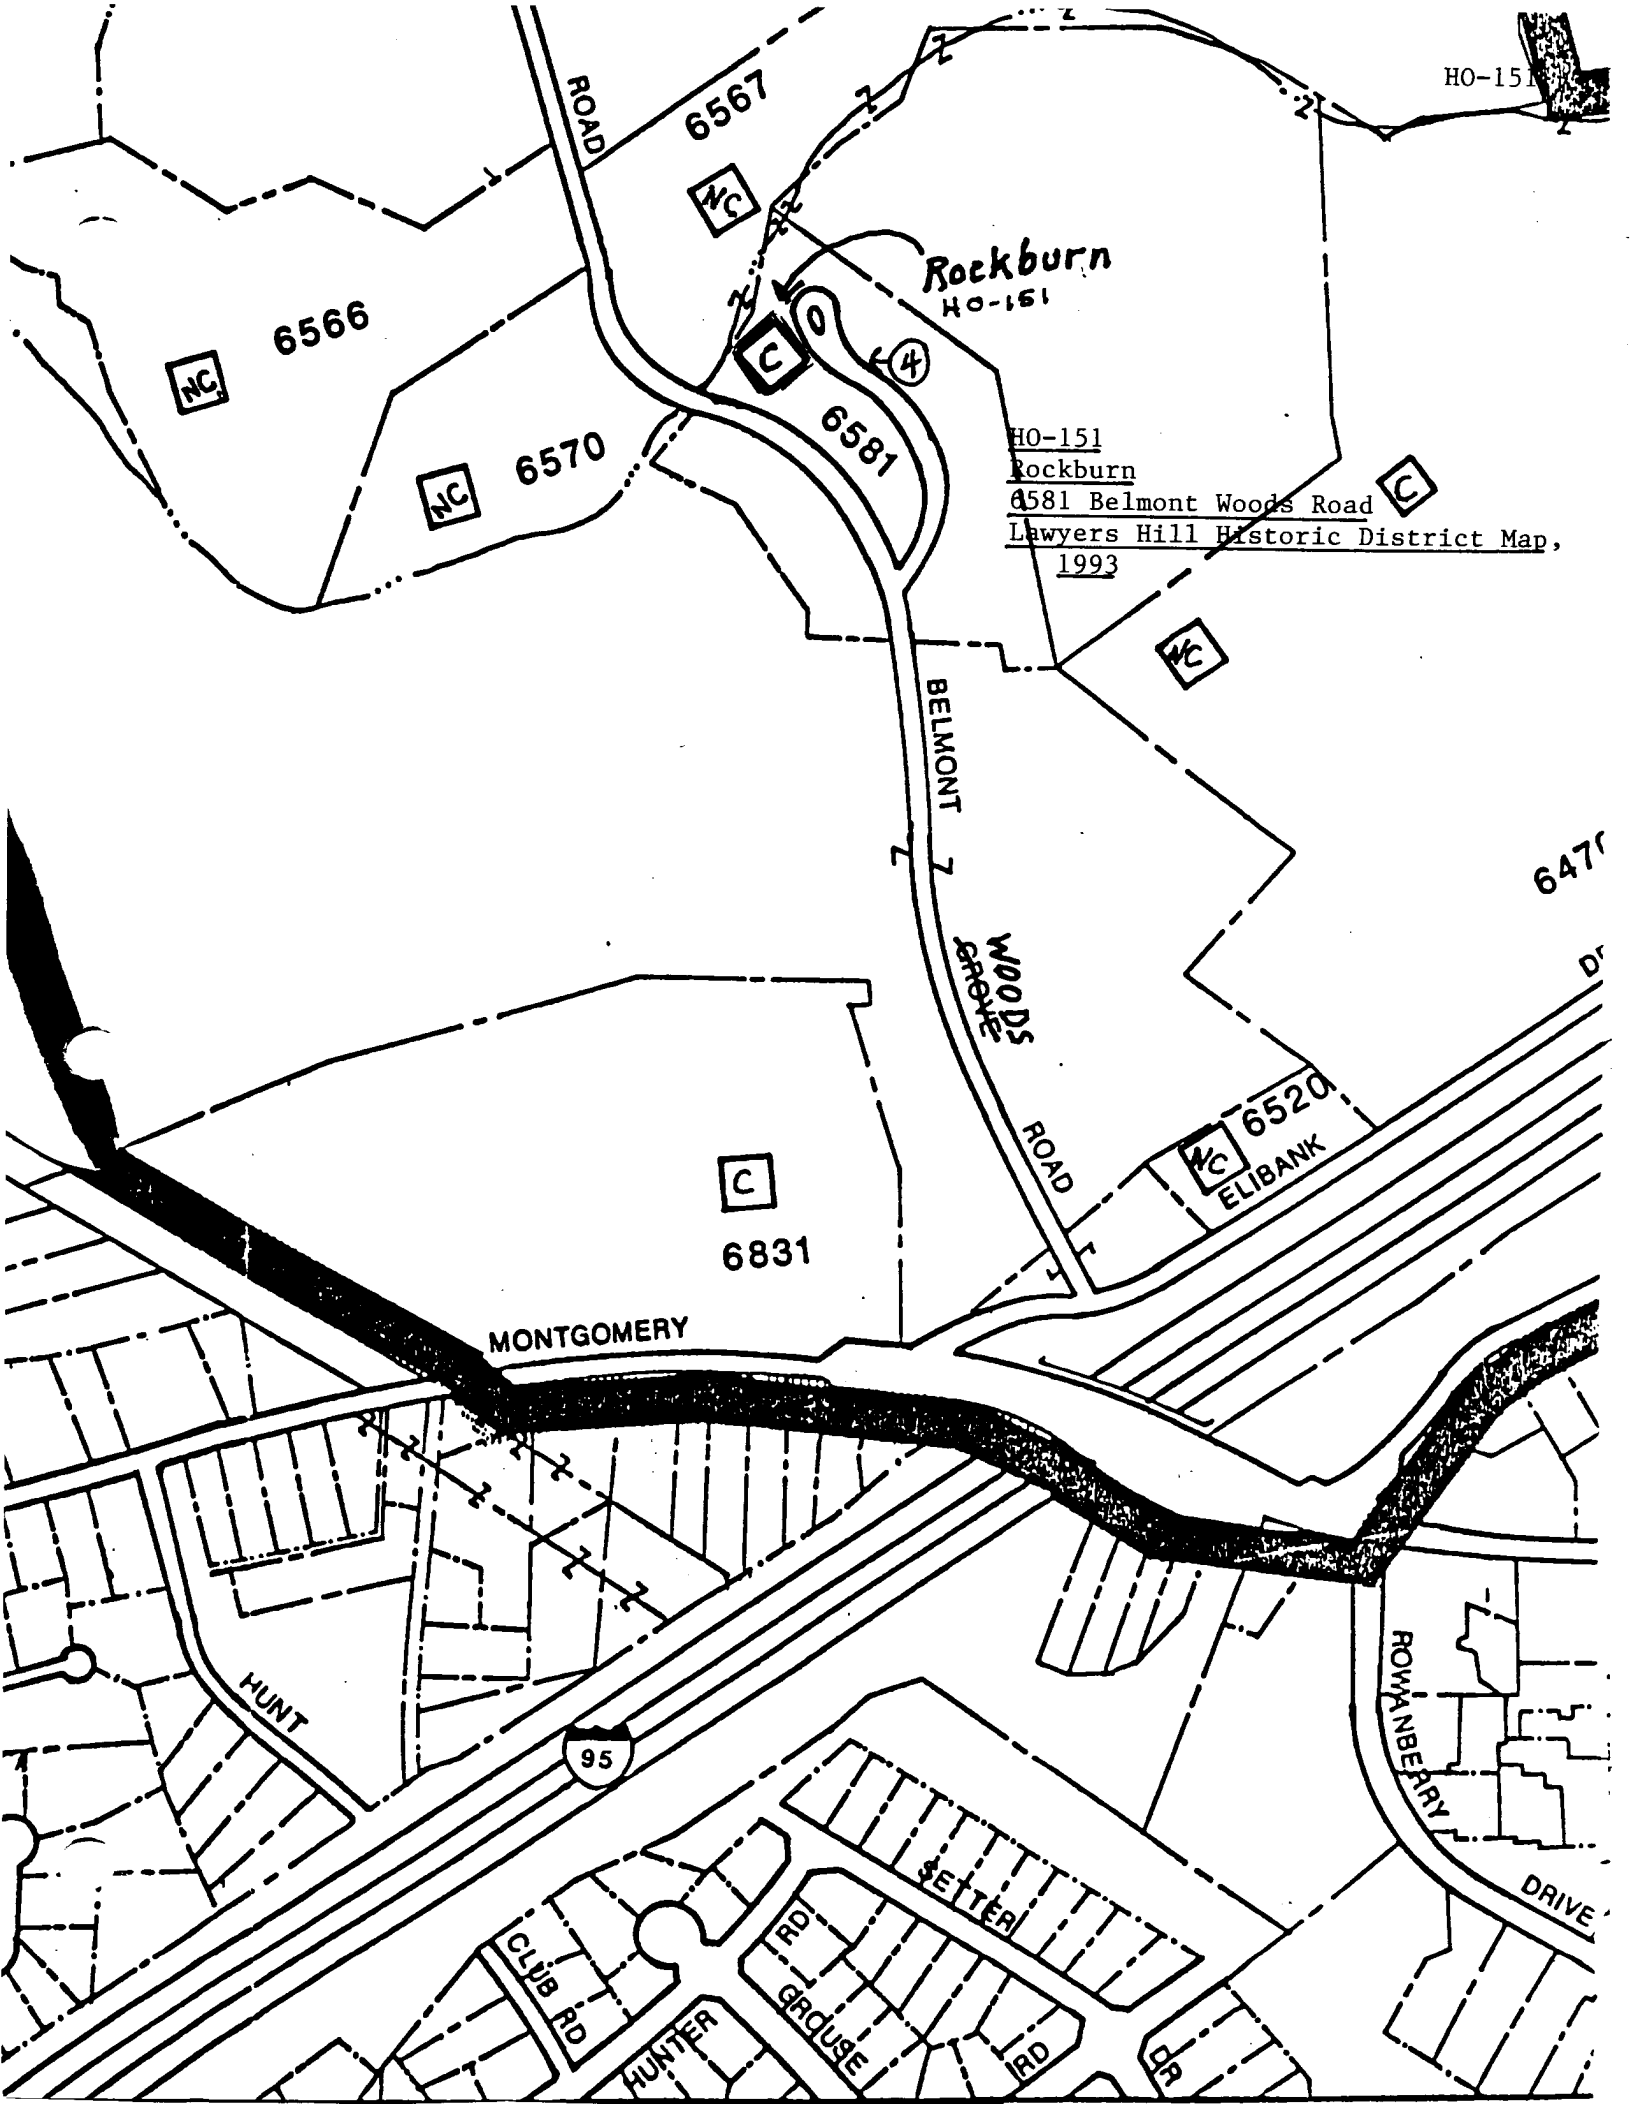 HO-151
ROAD
6567
NC
Rockburn
HO-151
6566
NC
C
4
6570
NC
6581
HO-151
Rockburn
6581 Belmont Woods Road
Lawyers Hill Historic District Map,
1993
C
NC
BELMONT
WOODS
GROVE
ROAD
6520
NC
ELIBANK
C
6831
MONTGOMERY
HUNT
95
ROWANBERRY
DRIVE
SETTER
RD
CLUB RD
GROUSE
HUNTER
RD
DR